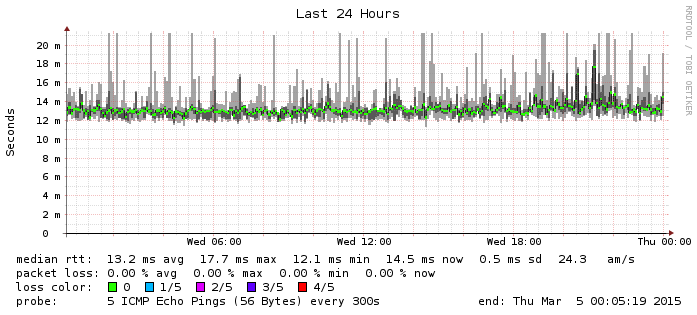 Last 24 Hours
RRDTOOL / TOBI OETIKER
Seconds
20 m
18 m
16 m
14 m
12 m
10 m
8 m
6 m
4 m
2 m
0
Wed 06:00 Wed 12:00 Wed 18:00 Thu 00:00
median rtt: 13.2 ms avg 17.7 ms max 12.1 ms min 14.5 ms now 0.5 ms sd 24.3 am/s
packet loss: 0.00 % avg 0.00 % max 0.00 % min 0.00 % now
loss color: 0 1/5 2/5 3/5 4/5
probe: 5 ICMP Echo Pings (56 Bytes) every 300s end: Thu Mar 5 00:05:19 2015